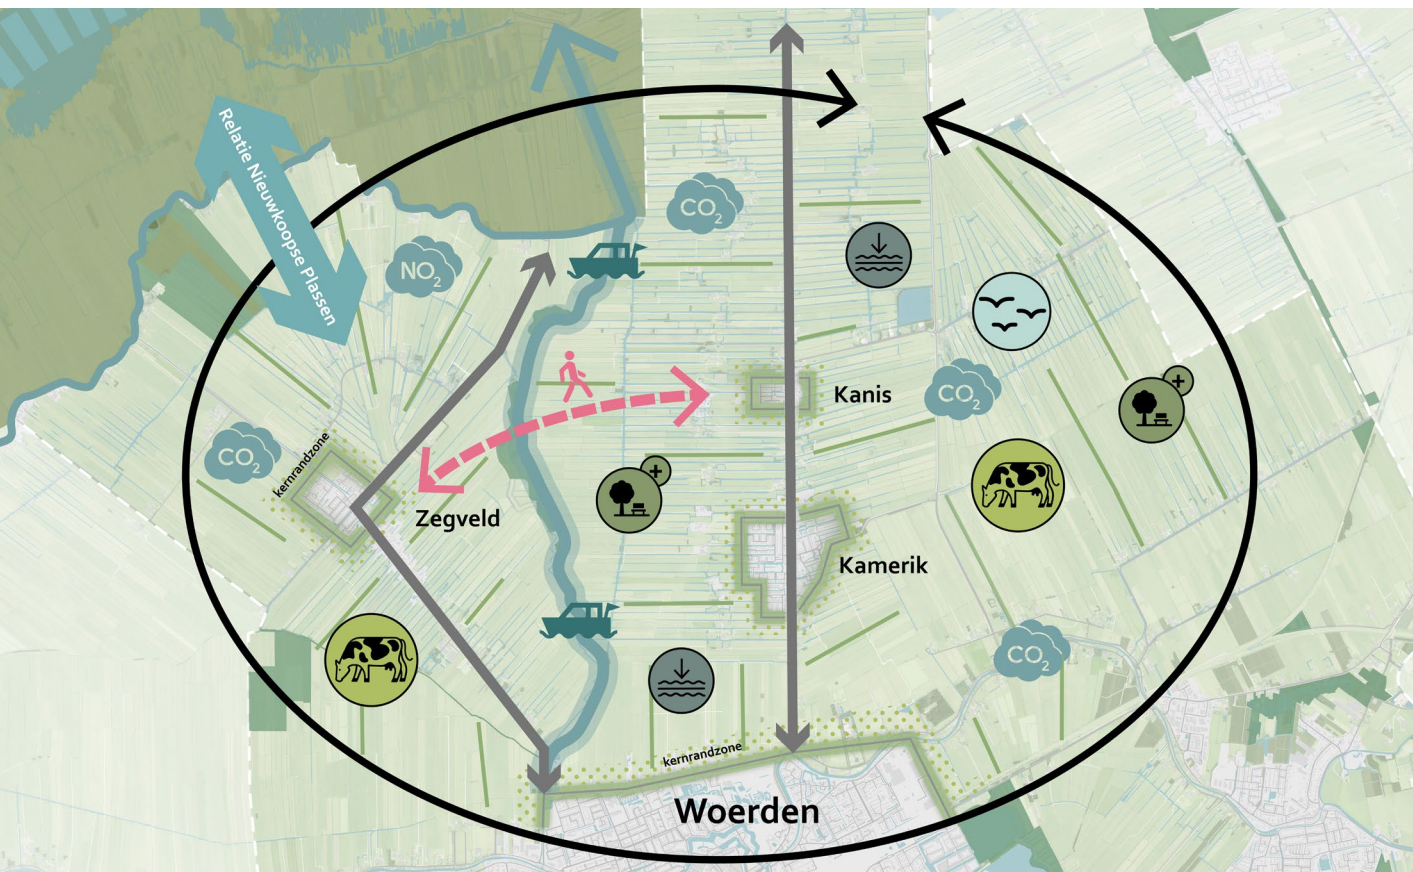 Relatie Nieuwkoopse Plassen
CO2
NO2
Kanis
CO2
CO2
kernrandzone
Zegveld
Kamerik
CO2
kernrandzone
Woerden